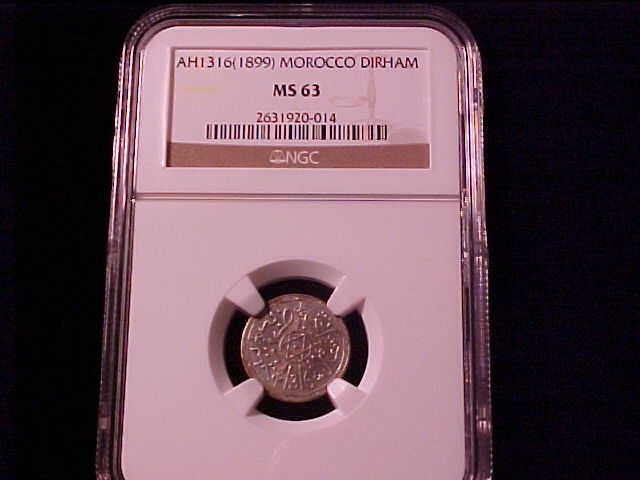 AH1316(1899) MOROCCO DIRHAM
MS 63
2631920-014
NGC